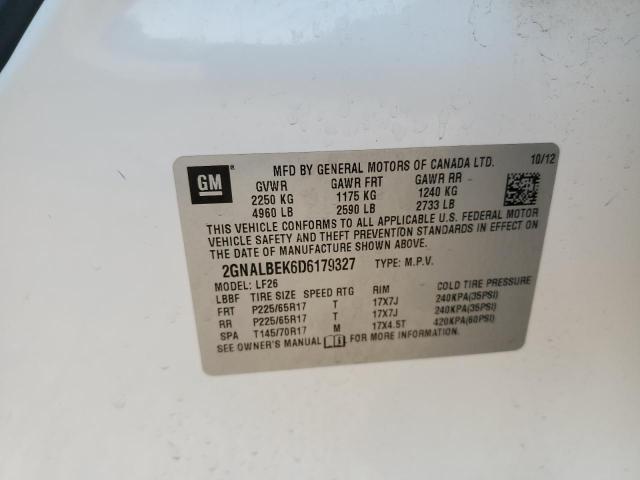 GM
MFD BY GENERAL MOTORS OF CANADA LTD. 10/12
GVWR GAWR FRT GAWR RR
2250 KG 1175 KG 1240 KG
4960 LB 2590 LB 2733 LB
THIS VEHICLE CONFORMS TO ALL APPLICABLE U.S. FEDERAL MOTOR
VEHICLE SAFETY AND THEFT PREVENTION STANDARDS IN EFFECT ON
THE DATE OF MANUFACTURE SHOWN ABOVE.
2GNALBEK6D6179327 TYPE: M.P.V.
MODEL: LF26
LBBF TIRE SIZE SPEED RTG RIM COLD TIRE PRESSURE
FRT P225/65R17 T 17X7J 240KPA(35PSI)
RR P225/65R17 T 17X7J 240KPA(35PSI)
SPA T145/70R17 M 17X4.5T 420KPA(60PSI)
SEE OWNER'S MANUAL FOR MORE INFORMATION.